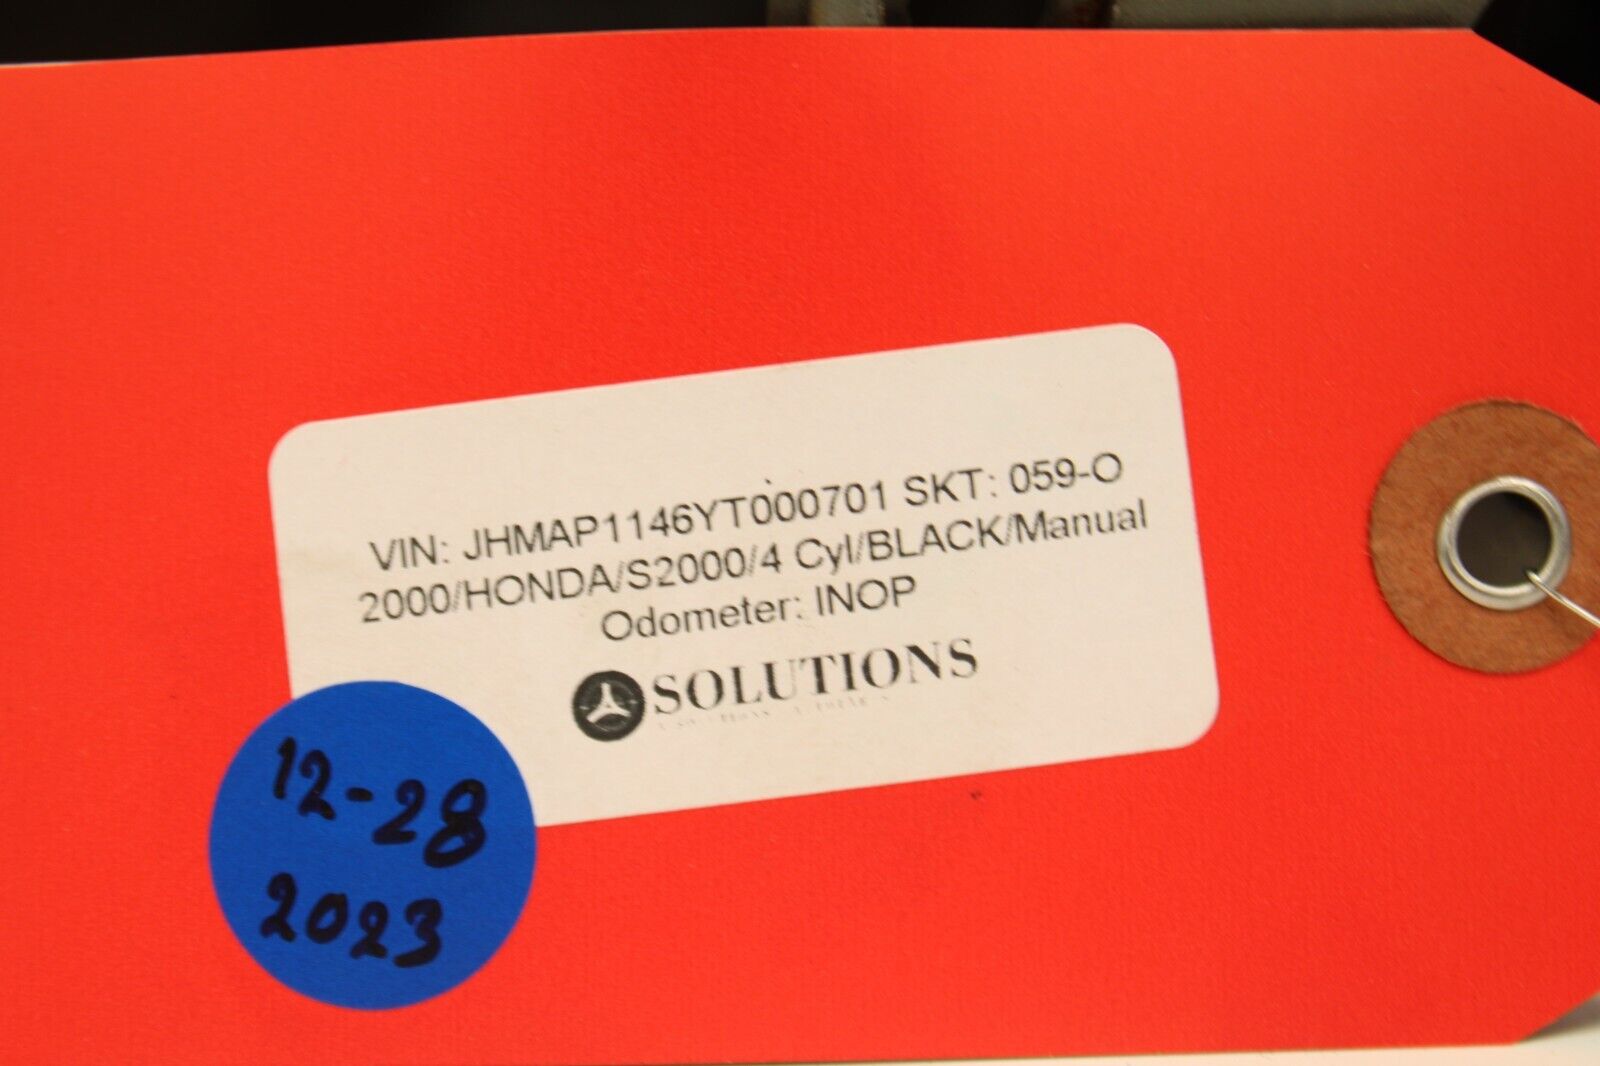 VIN: JHMAP1146YT000701 SKT: 059-O
2000/HONDA/S2000/4 Cyl/BLACK/Manual
Odometer: INOP
SOLUTIONS
12-28
2023